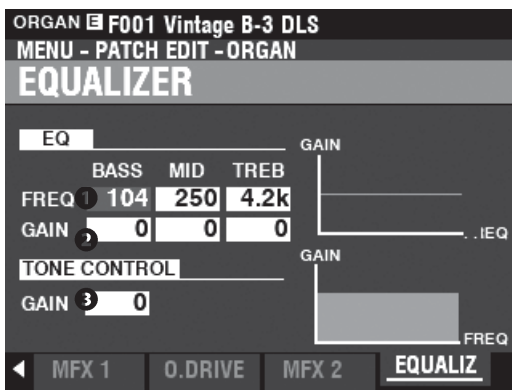 ORGAN E F001 Vintage B-3 DLS
MENU - PATCH EDIT - ORGAN
EQUALIZER
EQ
GAIN
BASS MID TREB
FREQ 1 104 250 4.2k
GAIN 2 0 0 0
. . IEQ
TONE CONTROL
GAIN
GAIN 3 0
FREQ
MFX 1 O.DRIVE MFX 2 EQUALIZ